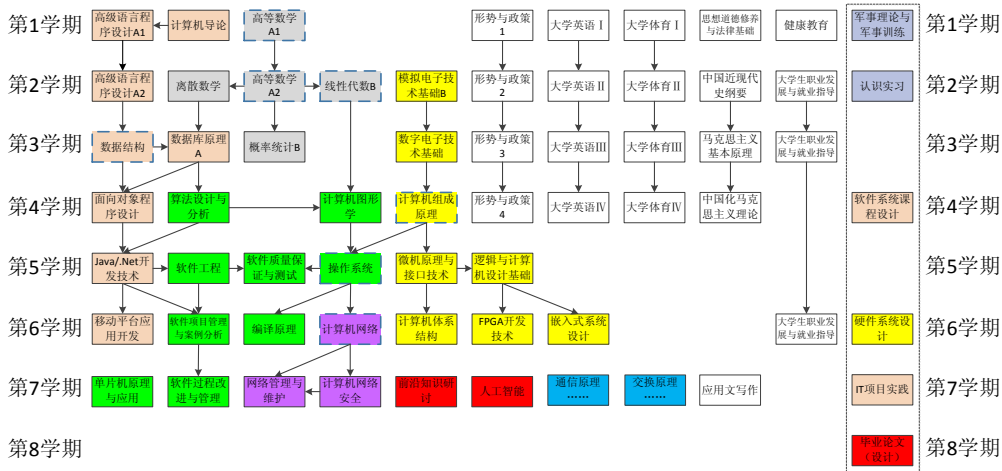 第1学期
高级语言程
序设计A1
计算机导论
高等数学
A1
形势与政策
1
大学英语Ⅰ
大学体育Ⅰ
思想道德修养
与法律基础
健康教育
军事理论与
军事训练
第1学期
第2学期
高级语言程
序设计A2
离散数学
高等数学
A2
线性代数B
模拟电子技
术基础B
形势与政策
2
大学英语Ⅱ
大学体育Ⅱ
中国近现代
史纲要
大学生职业发
展与就业指导
认识实习
第2学期
第3学期
数据结构
数据库原理
A
概率统计B
数字电子技
术基础
形势与政策
3
大学英语Ⅲ
大学体育Ⅲ
马克思主义
基本原理
大学生职业发
展与就业指导
第3学期
第4学期
面向对象程
序设计
算法设计与
分析
计算机图形
学
计算机组成
原理
形势与政策
4
大学英语Ⅳ
大学体育Ⅳ
中国化马克
思主义理论
软件系统课
程设计
第4学期
第5学期
Java/.Net开
发技术
软件工程
软件质量保
证与测试
操作系统
微机原理与
接口技术
逻辑与计算
机设计基础
第5学期
第6学期
移动平台应
用开发
软件项目管理
与案例分析
编译原理
计算机网络
计算机体系
结构
FPGA开发
技术
嵌入式系统
设计
大学生职业发
展与就业指导
硬件系统设
计
第6学期
第7学期
单片机原理
与应用
软件过程改
进与管理
网络管理与
维护
计算机网络
安全
前沿知识研
讨
人工智能
通信原理
……
交换原理
……
应用文写作
IT项目实践
第7学期
第8学期
毕业论文
（设计）
第8学期